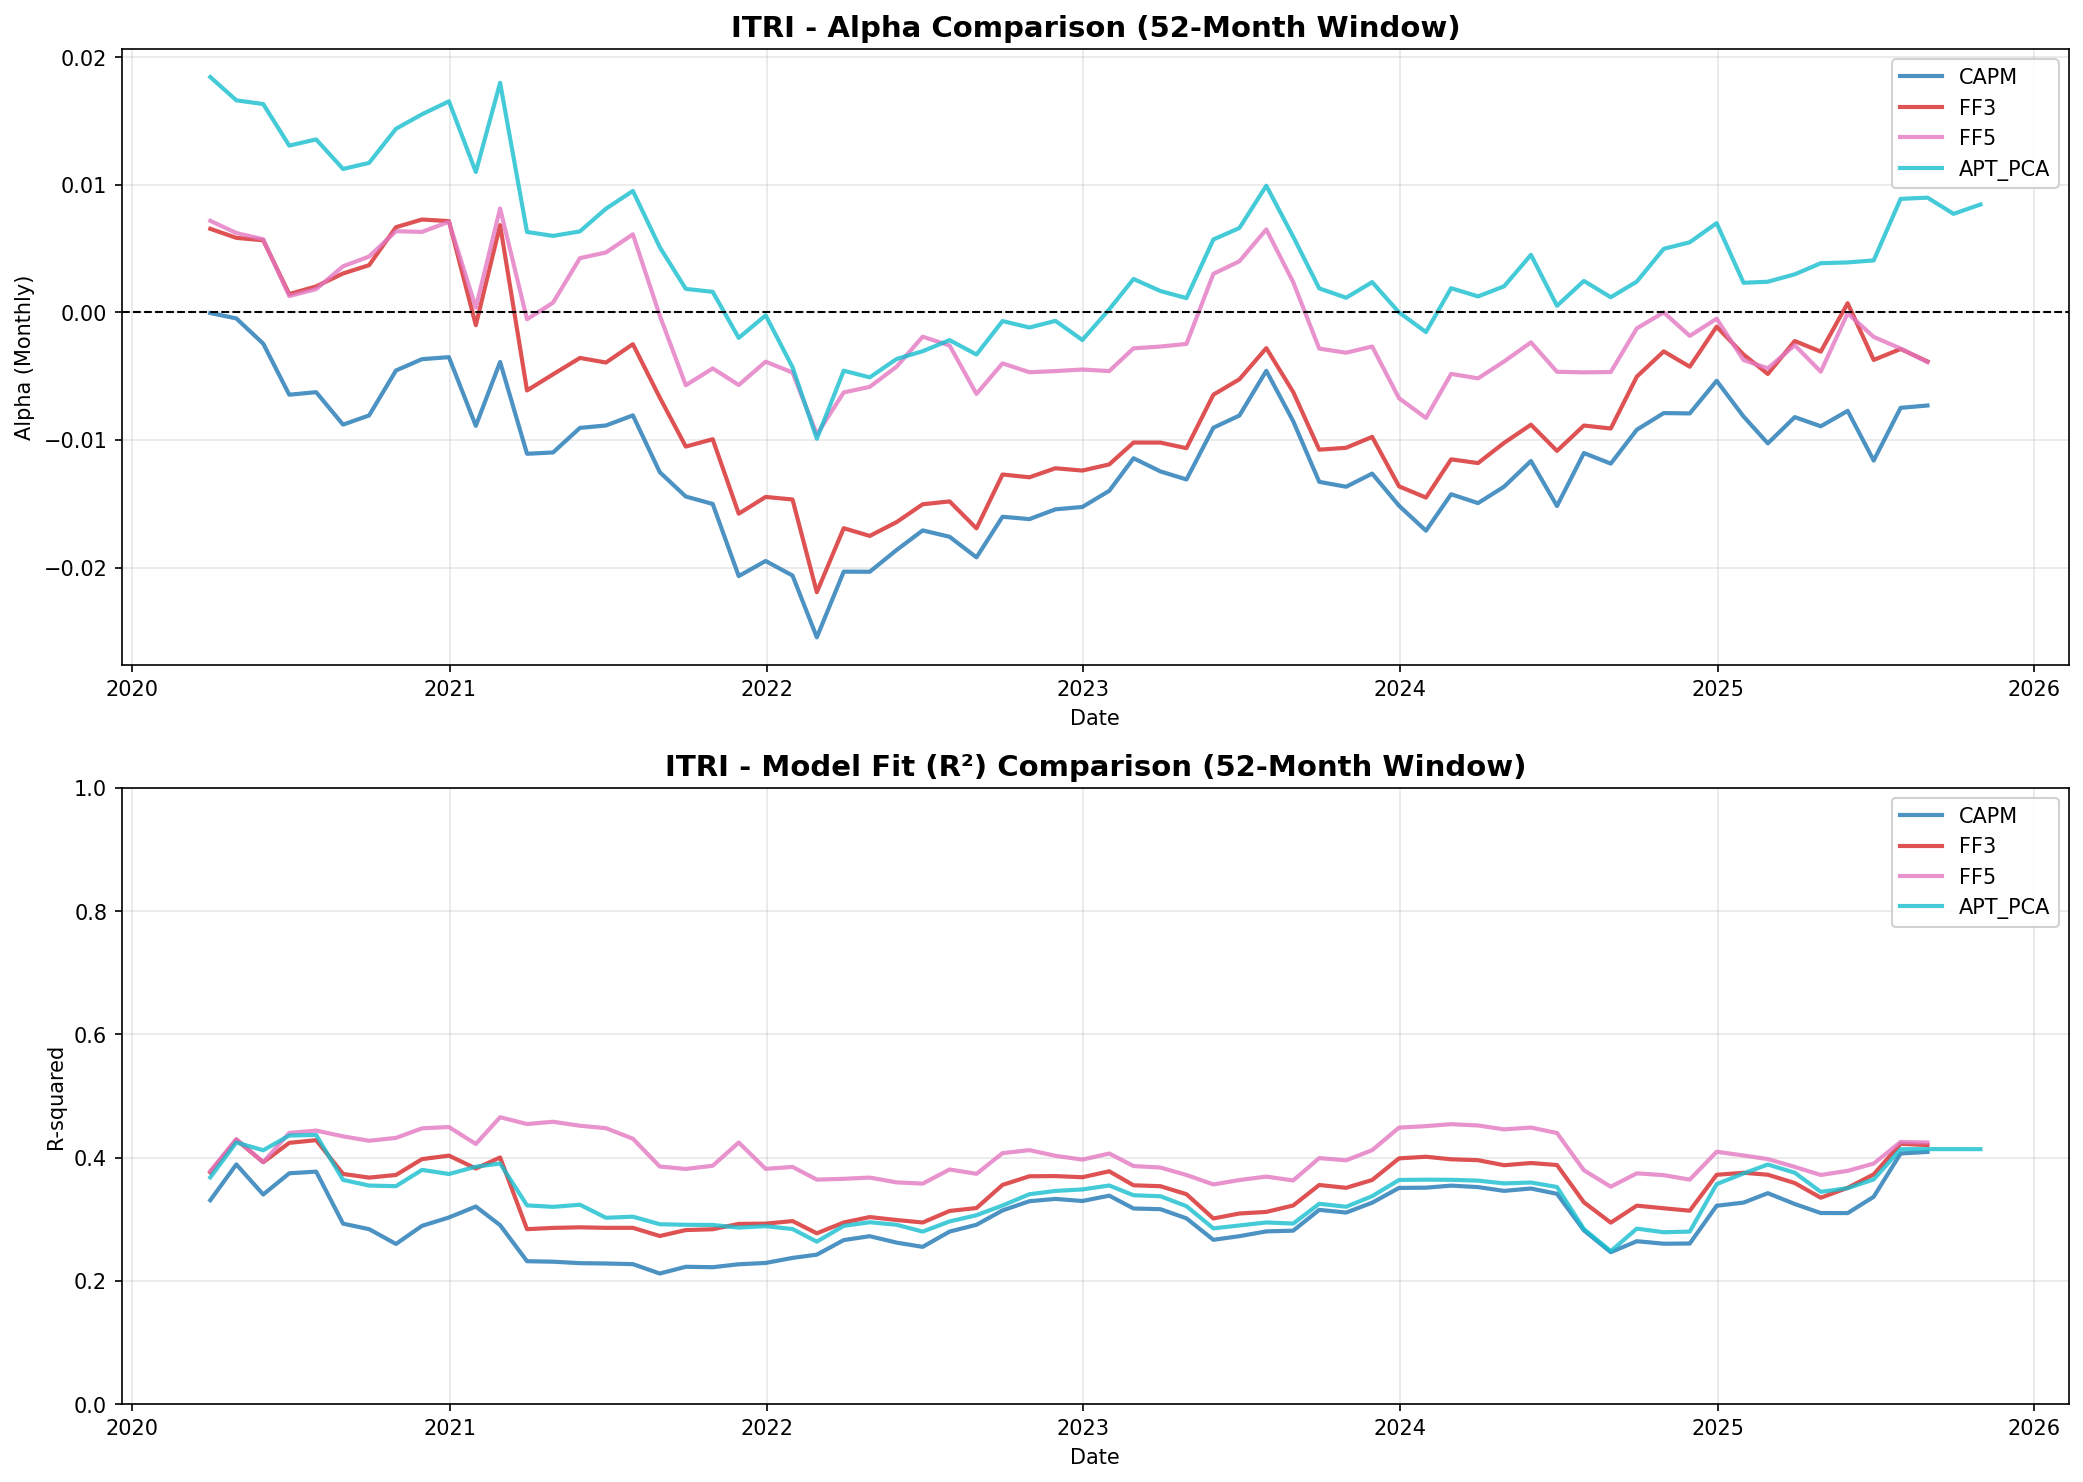 ITRI - Alpha Comparison (52-Month Window)
0.02
0.01
0.00
−0.01
−0.02
Alpha (Monthly)
CAPM
FF3
FF5
APT_PCA
2020 2021 2022 2023 2024 2025 2026
Date
ITRI - Model Fit (R²) Comparison (52-Month Window)
1.0
0.8
0.6
0.4
0.2
0.0
R-squared
CAPM
FF3
FF5
APT_PCA
2020 2021 2022 2023 2024 2025 2026
Date